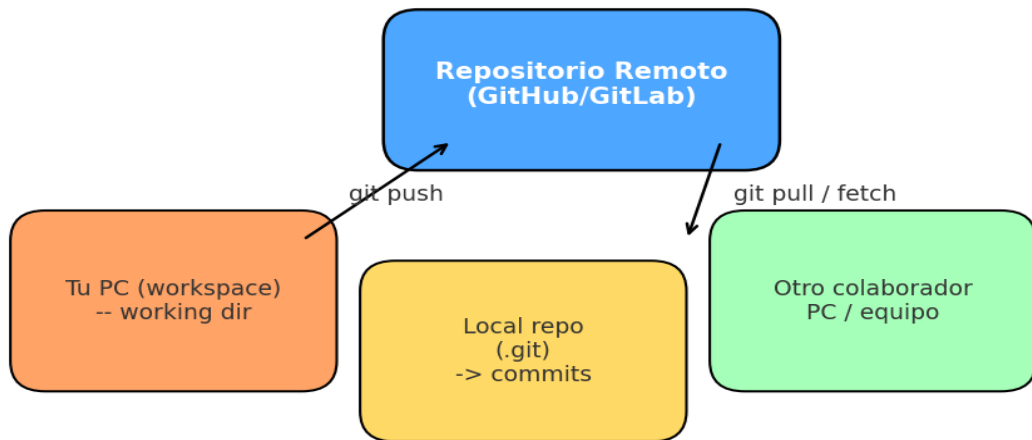 Repositorio Remoto
(GitHub/GitLab)
git push
git pull / fetch
Tu PC (workspace)
-- working dir
Local repo
(.git)
-> commits
Otro colaborador
PC / equipo